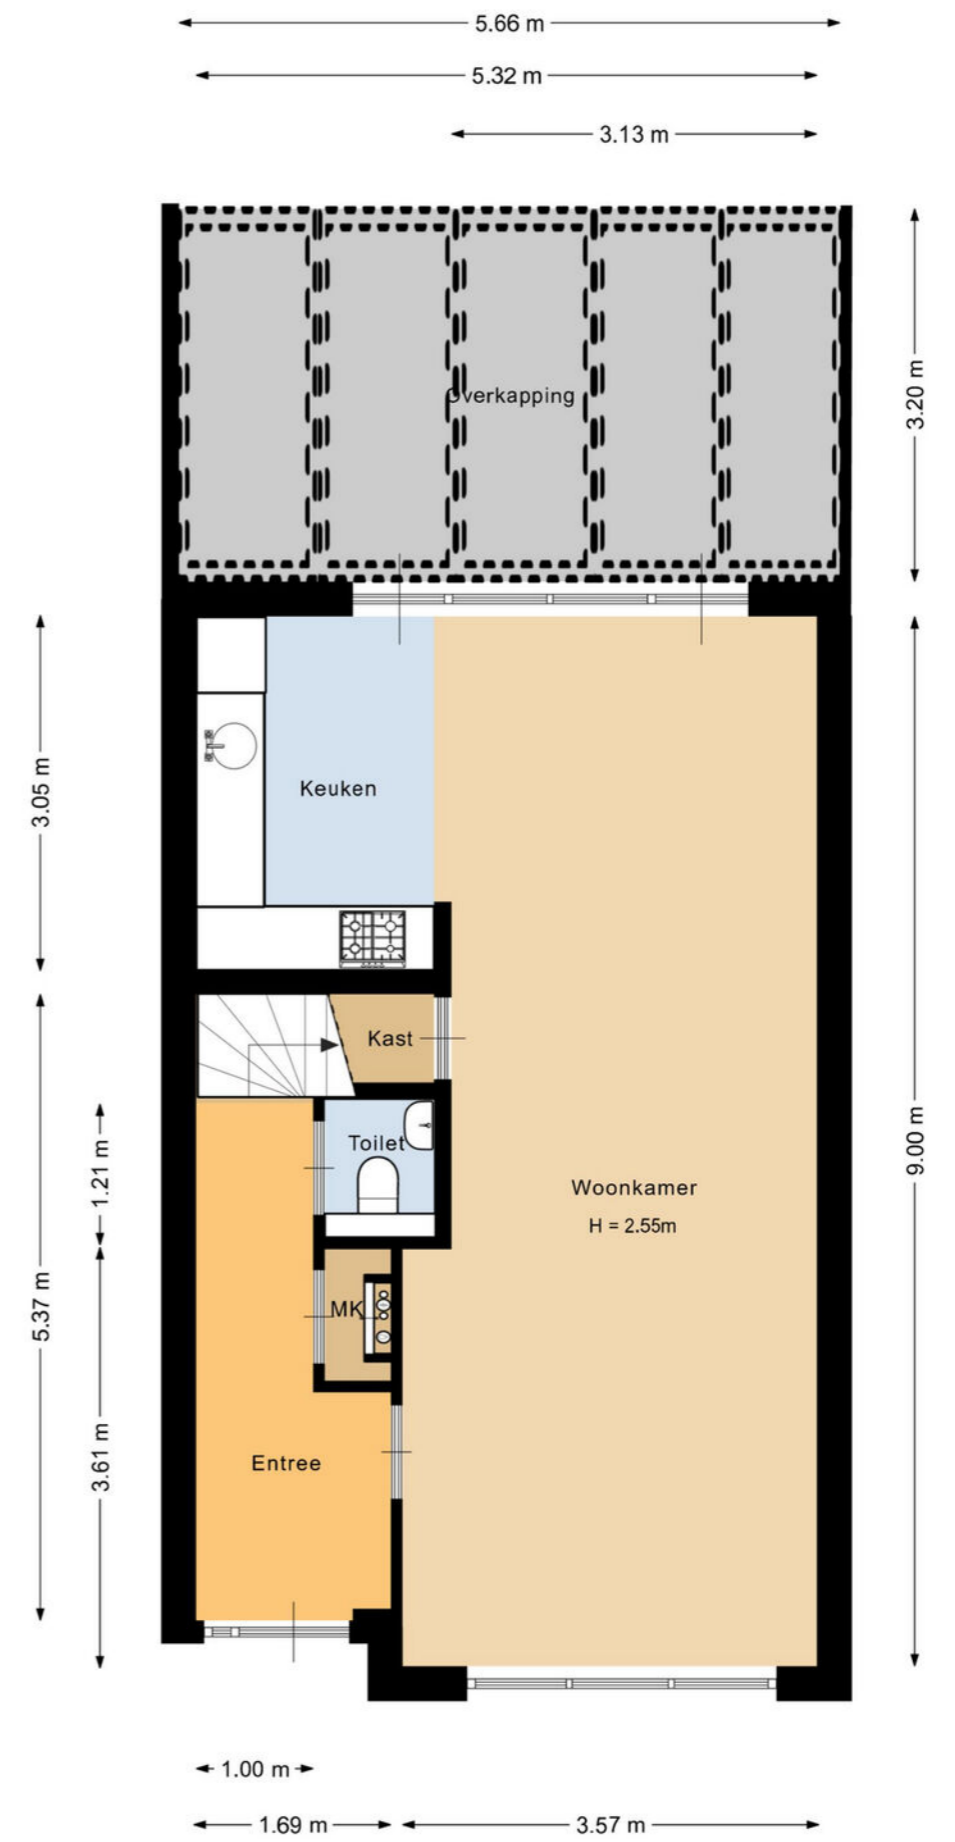 5.66 m
5.32 m
3.13 m
3.20 m
Overkapping
3.05 m
Keuken
Kast
9.00 m
1.21 m
Toilet
Woonkamer
H = 2.55m
5.37 m
MK
3.61 m
Entree
1.00 m
1.69 m
3.57 m